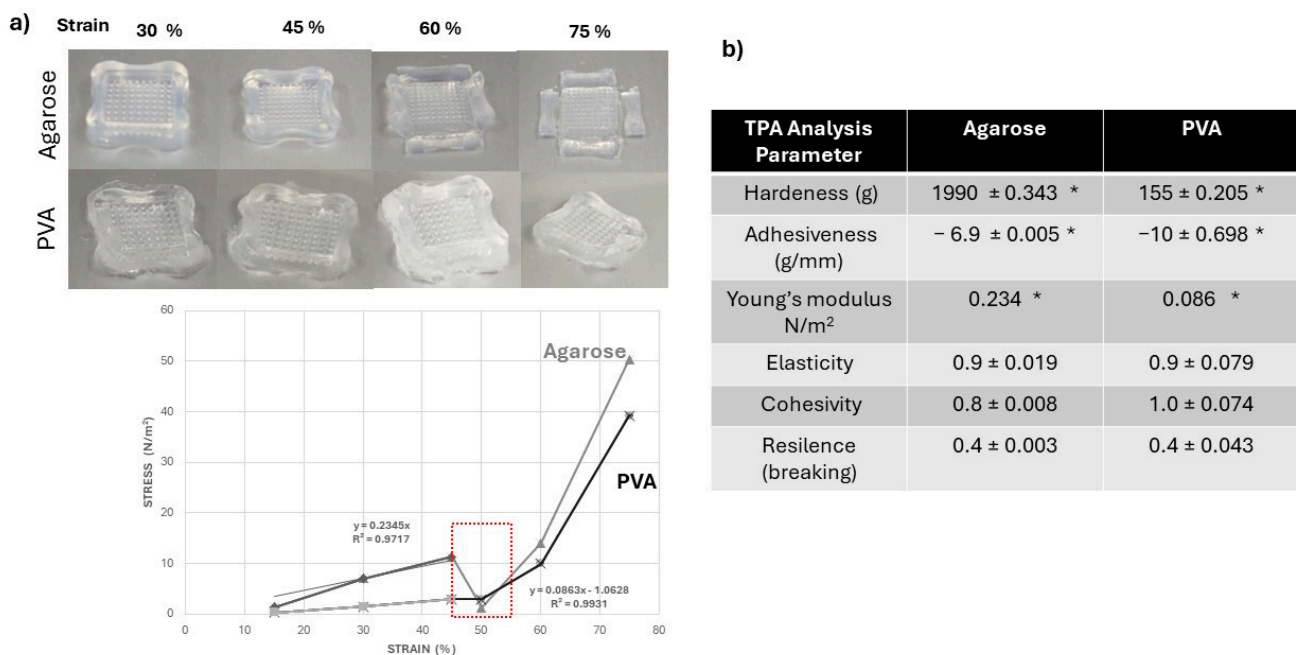 a)
Strain 30 % 45 % 60 % 75 %
Agarose
PVA
60
50
40
30
20
10
0
STRESS (N/m²)
Agarose
PVA
y = 0.2345x
R² = 0.9717
y = 0.0863x - 1.0628
R² = 0.9931
0 10 20 30 40 50 60 70 80
STRAIN (%)
b)
TPA Analysis
Parameter
Agarose
PVA
Hardeness (g) 1990 ± 0.343 * 155 ± 0.205 *
Adhesiveness
(g/mm)
− 6.9 ± 0.005 * −10 ± 0.698 *
Young's modulus
N/m²
0.234 * 0.086 *
Elasticity 0.9 ± 0.019 0.9 ± 0.079
Cohesivity 0.8 ± 0.008 1.0 ± 0.074
Resilence
(breaking)
0.4 ± 0.003 0.4 ± 0.043